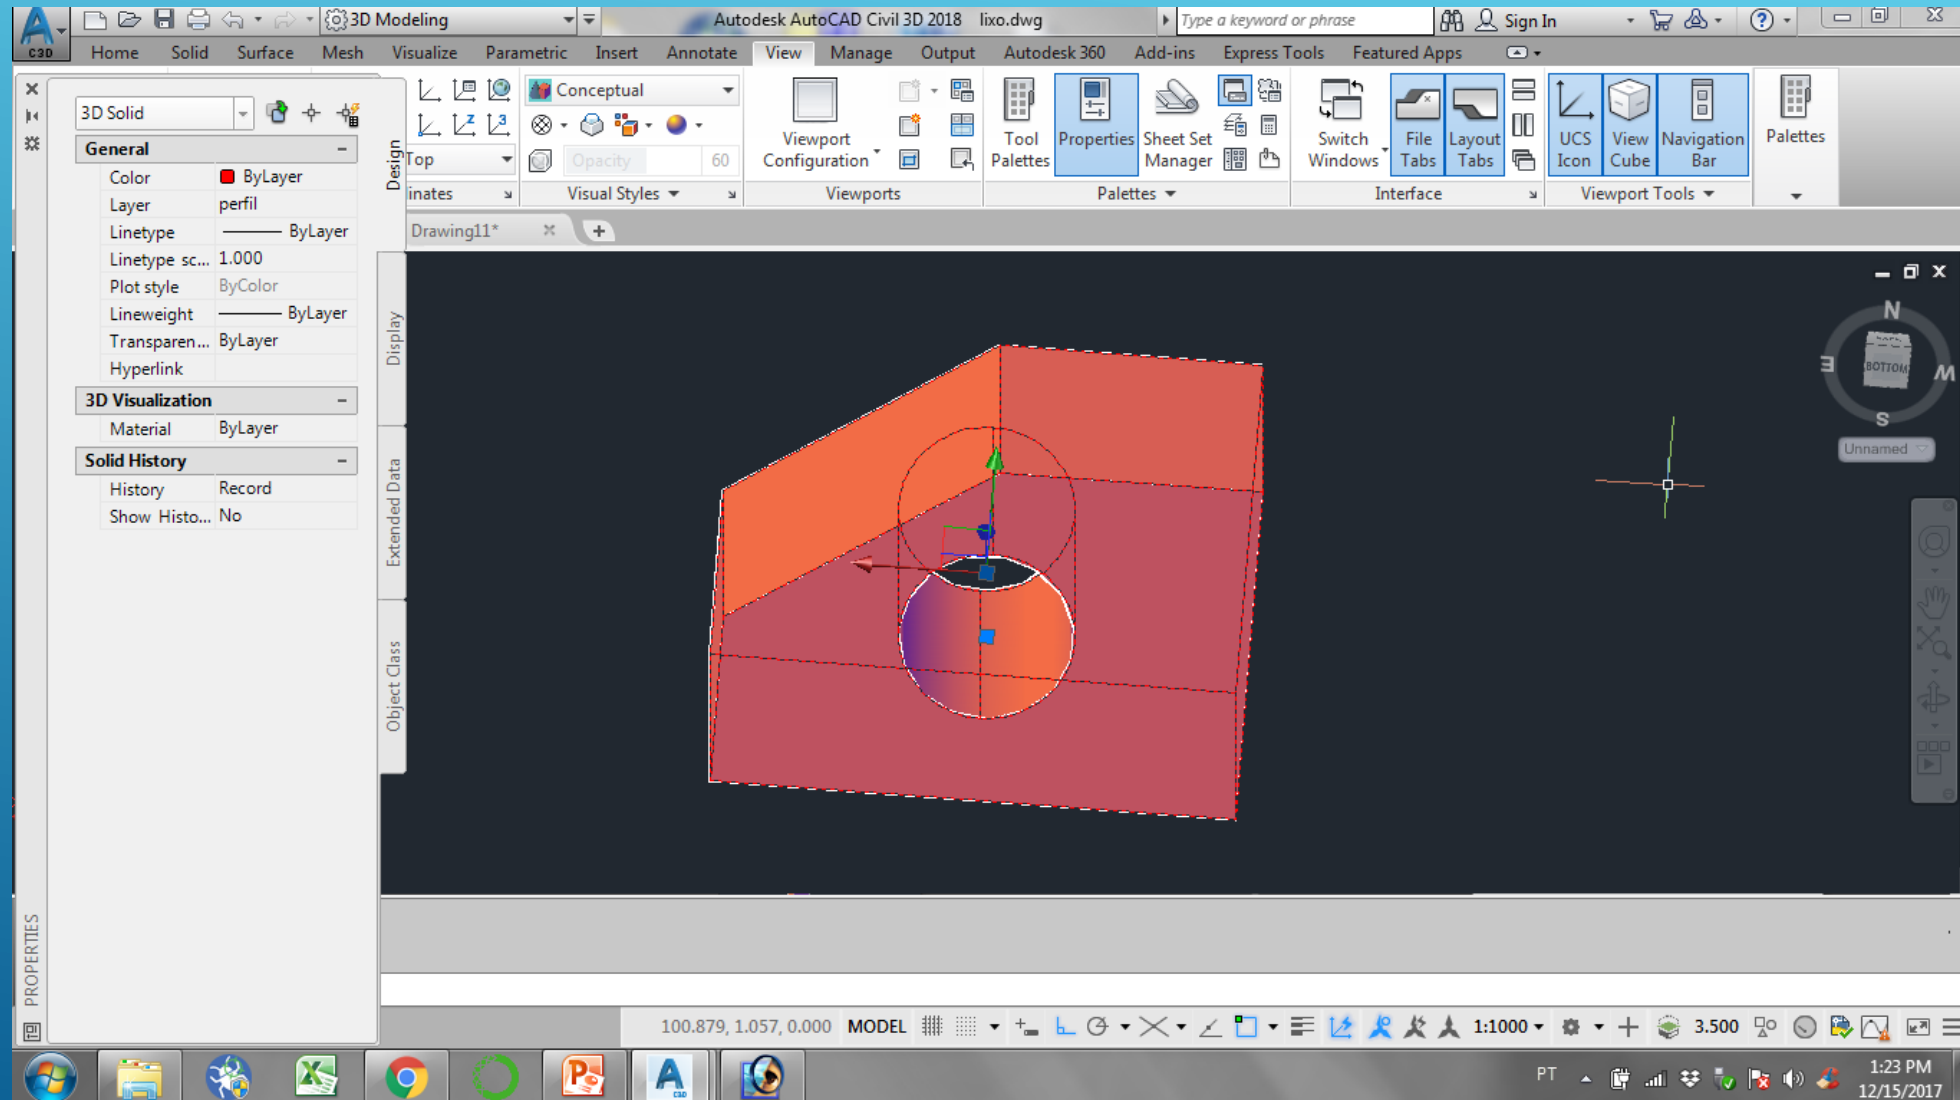 3D Modeling
Autodesk AutoCAD Civil 3D 2018 lixo.dwg
Type a keyword or phrase
Sign In
C3D
Home Solid Surface Mesh Visualize Parametric Insert Annotate View Manage Output Autodesk 360 Add-ins Express Tools Featured Apps
Conceptual
Top
Opacity 60
inates
Visual Styles
Viewport
Configuration
Viewports
Tool
Palettes
Properties
Sheet Set
Manager
Palettes
Switch
Windows
File
Tabs
Layout
Tabs
Interface
UCS
Icon
View
Cube
Navigation
Bar
Viewport Tools
Palettes
Drawing11*
3D Solid
General
Color ByLayer
Layer perfil
Linetype ByLayer
Linetype sc... 1.000
Plot style ByColor
Lineweight ByLayer
Transparen... ByLayer
Hyperlink
3D Visualization
Material ByLayer
Solid History
History Record
Show Histo... No
Design
Display
Extended Data
Object Class
PROPERTIES
N
E
BOTTOM
W
S
Unnamed
100.879, 1.057, 0.000 MODEL
1:1000
3.500
PT
1:23 PM
12/15/2017